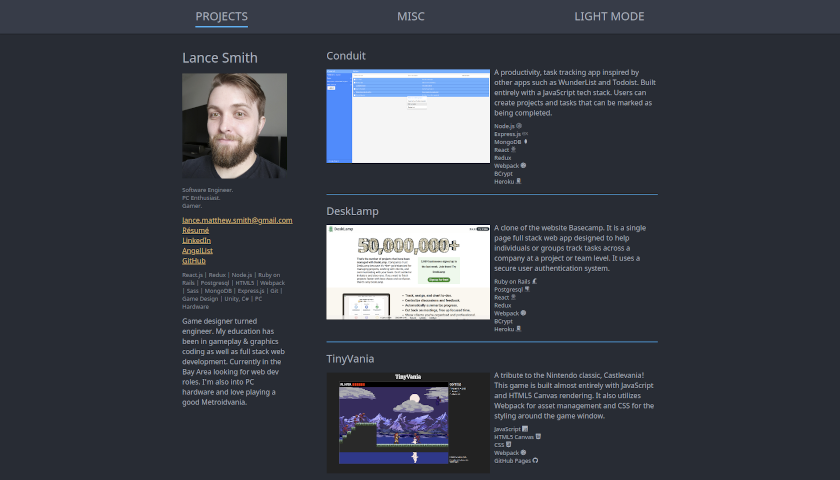 PROJECTS
MISC
LIGHT MODE
Lance Smith
Software Engineer.
PC Enthusiast.
Gamer.
lance.matthew.smith@gmail.com
Résumé
LinkedIn
AngelList
GitHub
React.js | Redux | Node.js | Ruby on
Rails | Postgresql | HTML5 | Webpack
| Sass | MongoDB | Express.js | Git |
Game Design | Unity, C# | PC
Hardware
Game designer turned
engineer. My education has
been in gameplay & graphics
coding as well as full stack web
development. Currently in the
Bay Area looking for web dev
roles. I'm also into PC
hardware and love playing a
good Metroidvania.
Conduit
A productivity, task tracking app inspired by
other apps such as WunderList and Todoist. Built
entirely with a JavaScript tech stack. Users can
create projects and tasks that can be marked as
being completed.
Node.js
Express.js
MongoDB
React
Redux
Webpack
BCrypt
Heroku
DeskLamp
DeskLamp
50,000,000+
A clone of the website Basecamp. It is a single
page full stack web app designed to help
individuals or groups track tasks across a
company at a project or team level. It uses a
secure user authentication system.
Ruby on Rails
Postgresql
React
Redux
Webpack
BCrypt
Heroku
TinyVania
TinyVania
A tribute to the Nintendo classic, Castlevania!
This game is built almost entirely with JavaScript
and HTML5 Canvas rendering. It also utilizes
Webpack for asset management and CSS for the
styling around the game window.
JavaScript
HTML5 Canvas
CSS
Webpack
GitHub Pages